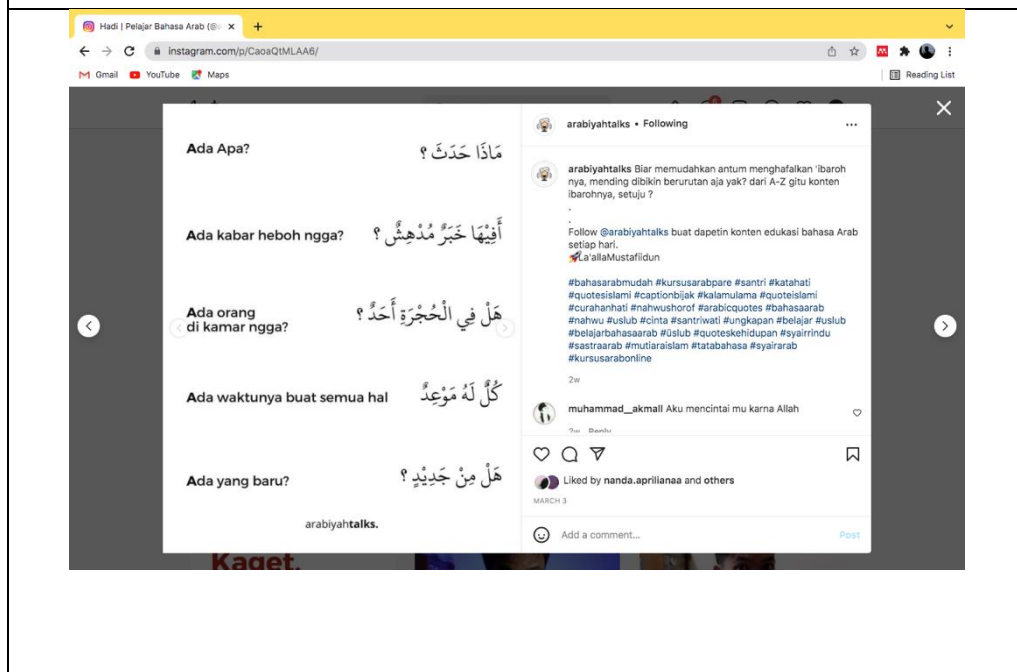 Hadi | Pelajar Bahasa Arab (@
instagram.com/p/CaoaQtMLAA6/
Gmail YouTube Maps
Reading List
Ada Apa?
مَاذَا حَدَثَ ؟
Ada kabar heboh ngga?
أَفِيْهَا خَبَرٌ مُدْهِشٌ ؟
Ada orang
di kamar ngga?
هَلْ فِي الْحُجْرَةِ أَحَدٌ ؟
Ada waktunya buat semua hal
كُلٌّ لَهُ مَوْعِدٌ
Ada yang baru?
هَلْ مِنْ جَدِيْدٍ ؟
arabiyahtalks.
arabiyahtalks • Following
arabiyahtalks Biar memudahkan antum menghafalkan 'ibaroh
nya, mending dibikin berurutan aja yak? dari A-Z gitu konten
ibarohnya, setuju ?
.
.
Follow @arabiyahtalks buat dapetin konten edukasi bahasa Arab
setiap hari.
🚀La'allaMustafiidun
#bahasarabmudah #kursusarabpare #santri #katahati
#quotesislami #captionbijak #kalamulama #quoteislami
#curahanhati #nahwushorof #arabicquotes #bahasaarab
#nahwu #uslub #cinta #santriwati #ungkapan #belajar #uslub
#belajarbahasaarab #üslub #quoteskehidupan #syairrindu
#sastraarab #mutiaraislam #tatabahasa #syairarab
#kursusarabonline
2w
muhammad__akmall Aku mencintai mu karna Allah
2w Reply
Liked by nanda.aprilianaa and others
MARCH 3
Add a comment... Post
Kaget.